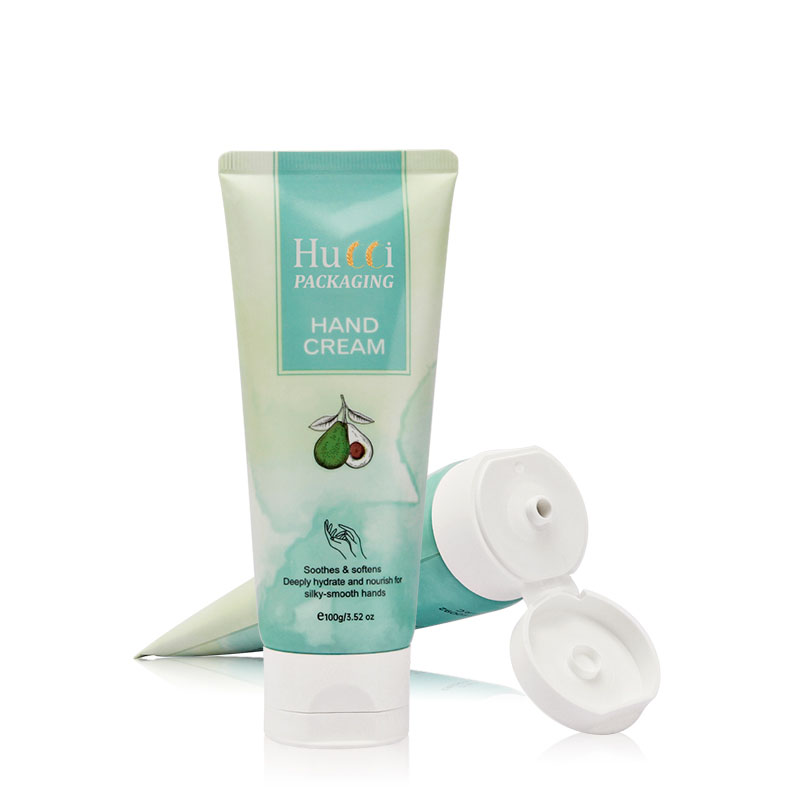 Hucci
PACKAGING
HAND
CREAM
Soothes & softens
Deeply hydrate and nourish for
silky-smooth hands
℮100g/3.52 oz